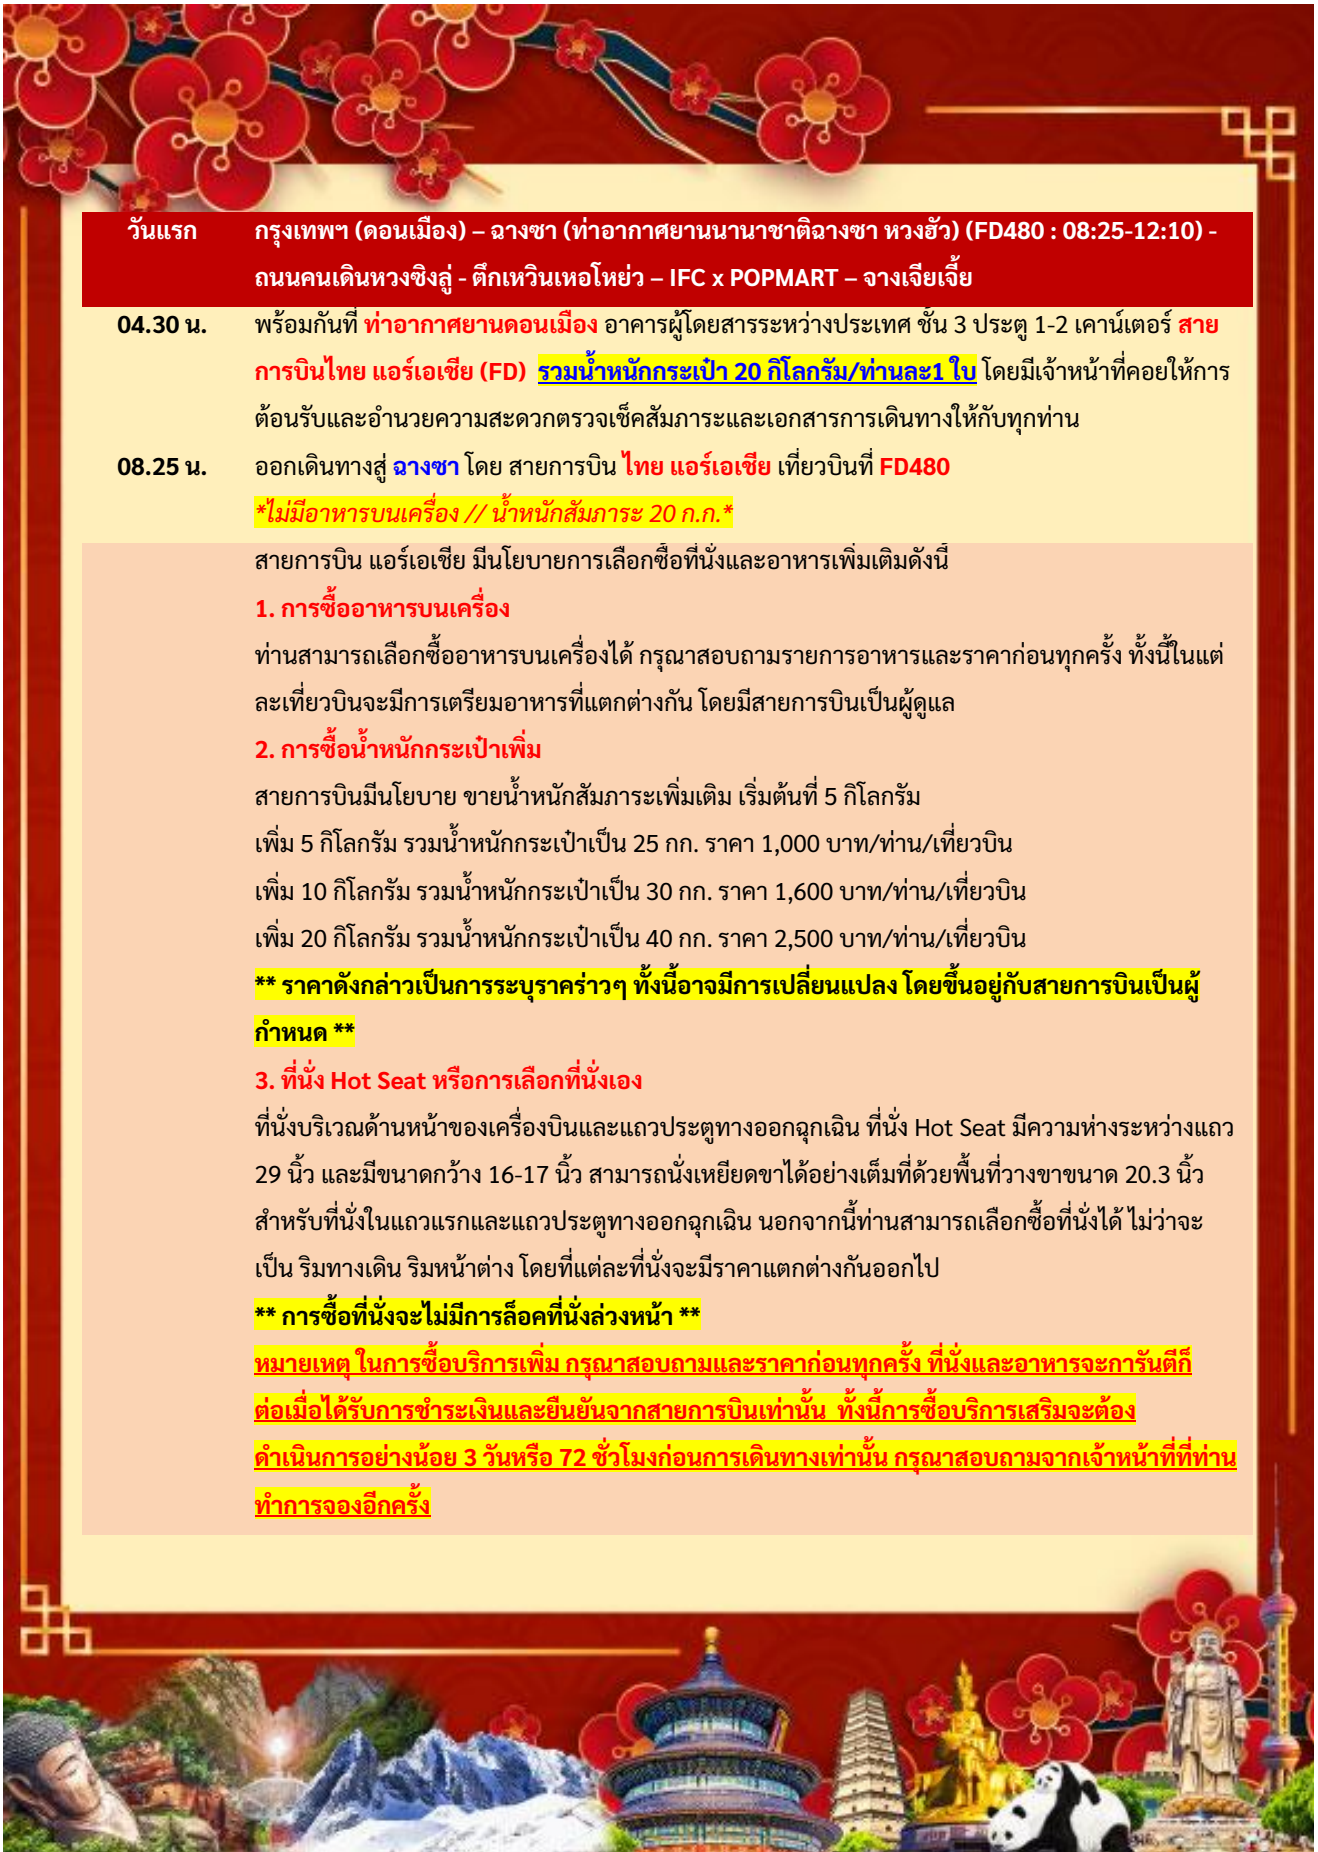 วันแรก กรุงเทพฯ (ดอนเมือง) – ฉางซา (ท่าอากาศยานนานาชาติฉางซา หวงฮัว) (FD480 : 08:25-12:10) -
ถนนคนเดินหวงซิงลู่ - ตึกเหวินเหอโหย่ว – IFC x POPMART – จางเจียเจี้ย
04.30 น. พร้อมกันที่ ท่าอากาศยานดอนเมือง อาคารผู้โดยสารระหว่างประเทศ ชั้น 3 ประตู 1-2 เคาน์เตอร์ สาย
การบินไทย แอร์เอเชีย (FD) รวมน้ำหนักกระเป๋า 20 กิโลกรัม/ท่านละ1 ใบ โดยมีเจ้าหน้าที่คอยให้การ
ต้อนรับและอำนวยความสะดวกตรวจเช็คสัมภาระและเอกสารการเดินทางให้กับทุกท่าน
08.25 น. ออกเดินทางสู่ ฉางซา โดย สายการบิน ไทย แอร์เอเชีย เที่ยวบินที่ FD480
*ไม่มีอาหารบนเครื่อง // น้ำหนักสัมภาระ 20 ก.ก.*
สายการบิน แอร์เอเชีย มีนโยบายการเลือกซื้อที่นั่งและอาหารเพิ่มเติมดังนี้
1. การซื้ออาหารบนเครื่อง
ท่านสามารถเลือกซื้ออาหารบนเครื่องได้ กรุณาสอบถามรายการอาหารและราคาก่อนทุกครั้ง ทั้งนี้ในแต่
ละเที่ยวบินจะมีการเตรียมอาหารที่แตกต่างกัน โดยมีสายการบินเป็นผู้ดูแล
2. การซื้อน้ำหนักกระเป๋าเพิ่ม
สายการบินมีนโยบาย ขายน้ำหนักสัมภาระเพิ่มเติม เริ่มต้นที่ 5 กิโลกรัม
เพิ่ม 5 กิโลกรัม รวมน้ำหนักกระเป๋าเป็น 25 กก. ราคา 1,000 บาท/ท่าน/เที่ยวบิน
เพิ่ม 10 กิโลกรัม รวมน้ำหนักกระเป๋าเป็น 30 กก. ราคา 1,600 บาท/ท่าน/เที่ยวบิน
เพิ่ม 20 กิโลกรัม รวมน้ำหนักกระเป๋าเป็น 40 กก. ราคา 2,500 บาท/ท่าน/เที่ยวบิน
** ราคาดังกล่าวเป็นการระบุราคร่าวๆ ทั้งนี้อาจมีการเปลี่ยนแปลง โดยขึ้นอยู่กับสายการบินเป็นผู้
กำหนด **
3. ที่นั่ง Hot Seat หรือการเลือกที่นั่งเอง
ที่นั่งบริเวณด้านหน้าของเครื่องบินและแถวประตูทางออกฉุกเฉิน ที่นั่ง Hot Seat มีความห่างระหว่างแถว
29 นิ้ว และมีขนาดกว้าง 16-17 นิ้ว สามารถนั่งเหยียดขาได้อย่างเต็มที่ด้วยพื้นที่วางขาขนาด 20.3 นิ้ว
สำหรับที่นั่งในแถวแรกและแถวประตูทางออกฉุกเฉิน นอกจากนี้ท่านสามารถเลือกซื้อที่นั่งได้ ไม่ว่าจะ
เป็น ริมทางเดิน ริมหน้าต่าง โดยที่แต่ละที่นั่งจะมีราคาแตกต่างกันออกไป
** การซื้อที่นั่งจะไม่มีการล็อคที่นั่งล่วงหน้า **
หมายเหตุ ในการซื้อบริการเพิ่ม กรุณาสอบถามและราคาก่อนทุกครั้ง ที่นั่งและอาหารจะการันตีก็
ต่อเมื่อได้รับการชำระเงินและยืนยันจากสายการบินเท่านั้น ทั้งนี้การซื้อบริการเสริมจะต้อง
ดำเนินการอย่างน้อย 3 วันหรือ 72 ชั่วโมงก่อนการเดินทางเท่านั้น กรุณาสอบถามจากเจ้าหน้าที่ที่ท่าน
ทำการจองอีกครั้ง